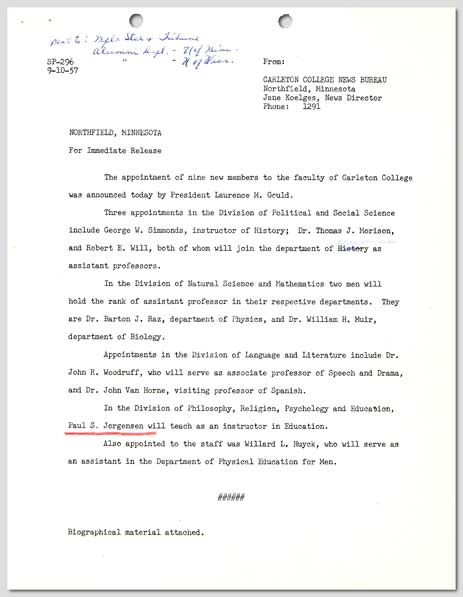 sent to: Mpls Star & Tribune
Alumni Dept. - U of Minn.
" - U of Wisc.
SP-296
9-10-57
From:
CARLETON COLLEGE NEWS BUREAU
Northfield, Minnesota
Jane Koelges, News Director
Phone: 1291
NORTHFIELD, MINNESOTA
For Immediate Release
The appointment of nine new members to the faculty of Carleton College
was announced today by President Laurence M. Gould.
Three appointments in the Division of Political and Social Science
include George W. Simmonds, instructor of History; Dr. Thomas J. Morison,
and Robert E. Will, both of whom will join the department of History as
assistant professors.
In the Division of Natural Science and Mathematics two men will
hold the rank of assistant professor in their respective departments. They
are Dr. Barton J. Raz, department of Physics, and Dr. William H. Muir,
department of Biology.
Appointments in the Division of Language and Literature include Dr.
John R. Woodruff, who will serve as associate professor of Speech and Drama,
and Dr. John Van Horne, visiting professor of Spanish.
In the Division of Philosophy, Religion, Psychology and Education,
Paul S. Jorgensen will teach as an instructor in Education.
Also appointed to the staff was Willard L. Huyck, who will serve as
an assistant in the Department of Physical Education for Men.
######
Biographical material attached.